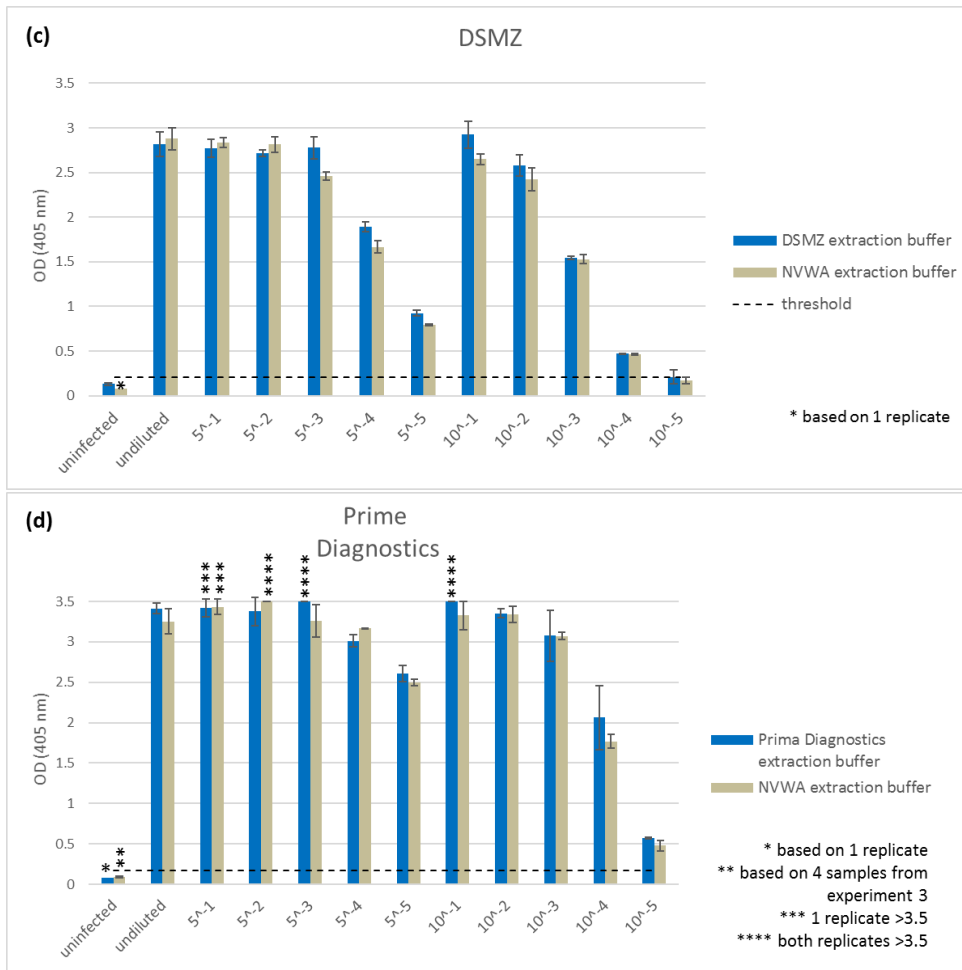 (c)
DSMZ
3.5
3
2.5
2
1.5
1
0.5
0
OD (405 nm)
*
uninfected
undiluted
5^-1
5^-2
5^-3
5^-4
5^-5
10^-1
10^-2
10^-3
10^-4
10^-5
DSMZ extraction buffer
NVWA extraction buffer
threshold
* based on 1 replicate
(d)
Prime
Diagnostics
***
***
****
****
****
3.5
3
2.5
2
1.5
1
0.5
0
OD (405 nm)
*
**
uninfected
undiluted
5^-1
5^-2
5^-3
5^-4
5^-5
10^-1
10^-2
10^-3
10^-4
10^-5
Prima Diagnostics
extraction buffer
NVWA extraction buffer
* based on 1 replicate
** based on 4 samples from
experiment 3
*** 1 replicate >3.5
**** both replicates >3.5